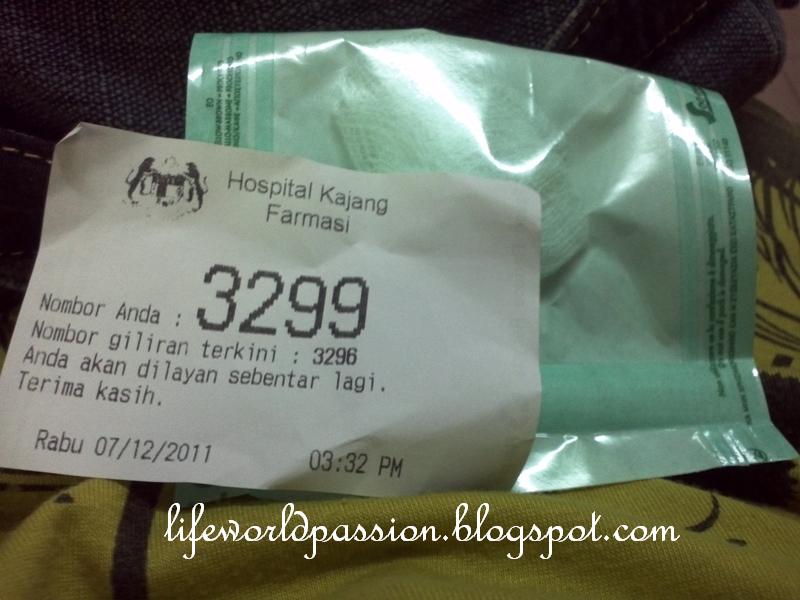 Hospital Kajang
Farmasi
Nombor Anda : 3299
Nombor giliran terkini : 3296
Anda akan dilayan sebentar lagi.
Terima kasih.
Rabu 07/12/2011 03:32 PM
lifeworldpassion.blogspot.com